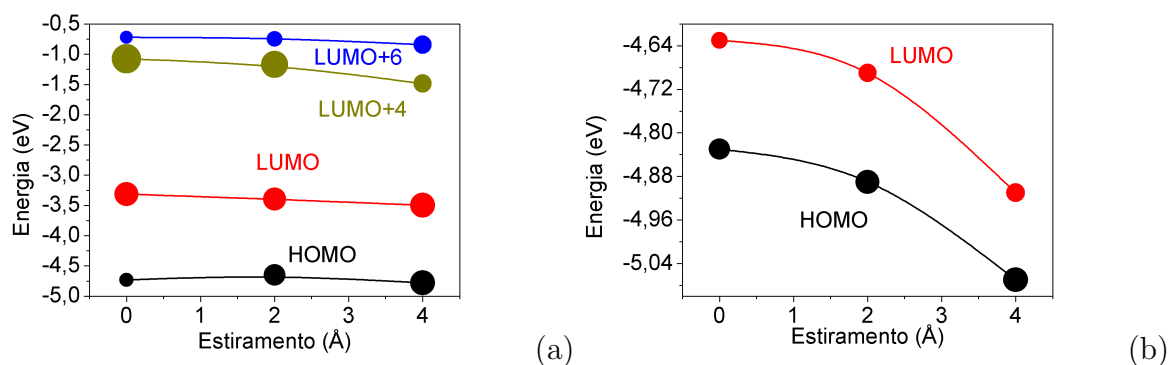 -0,5
-1,0
-1,5
-2,0
-2,5
-3,0
-3,5
-4,0
-4,5
-5,0
Energia (eV)
LUMO+6
LUMO+4
LUMO
HOMO
0 1 2 3 4
Estiramento (Å)
(a)
-4,64
-4,72
-4,80
-4,88
-4,96
-5,04
Energia (eV)
LUMO
HOMO
0 1 2 3 4
Estiramento (Å)
(b)